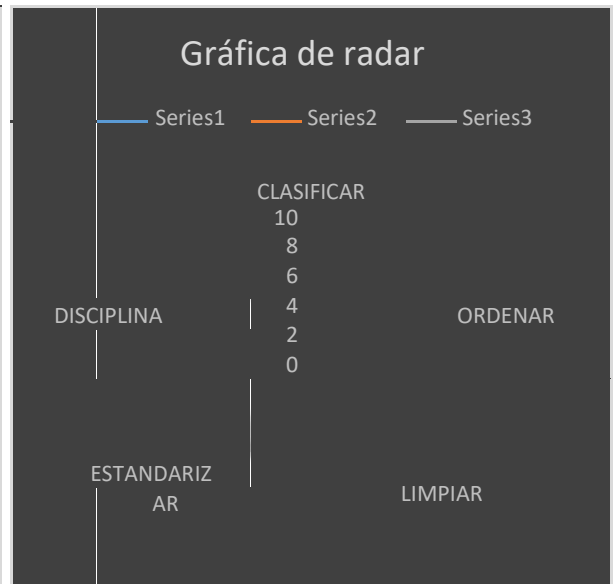 Gráfica de radar
Series1 Series2 Series3
CLASIFICAR
10
8
6
4
2
0
DISCIPLINA
ORDENAR
ESTANDARIZ
AR
LIMPIAR